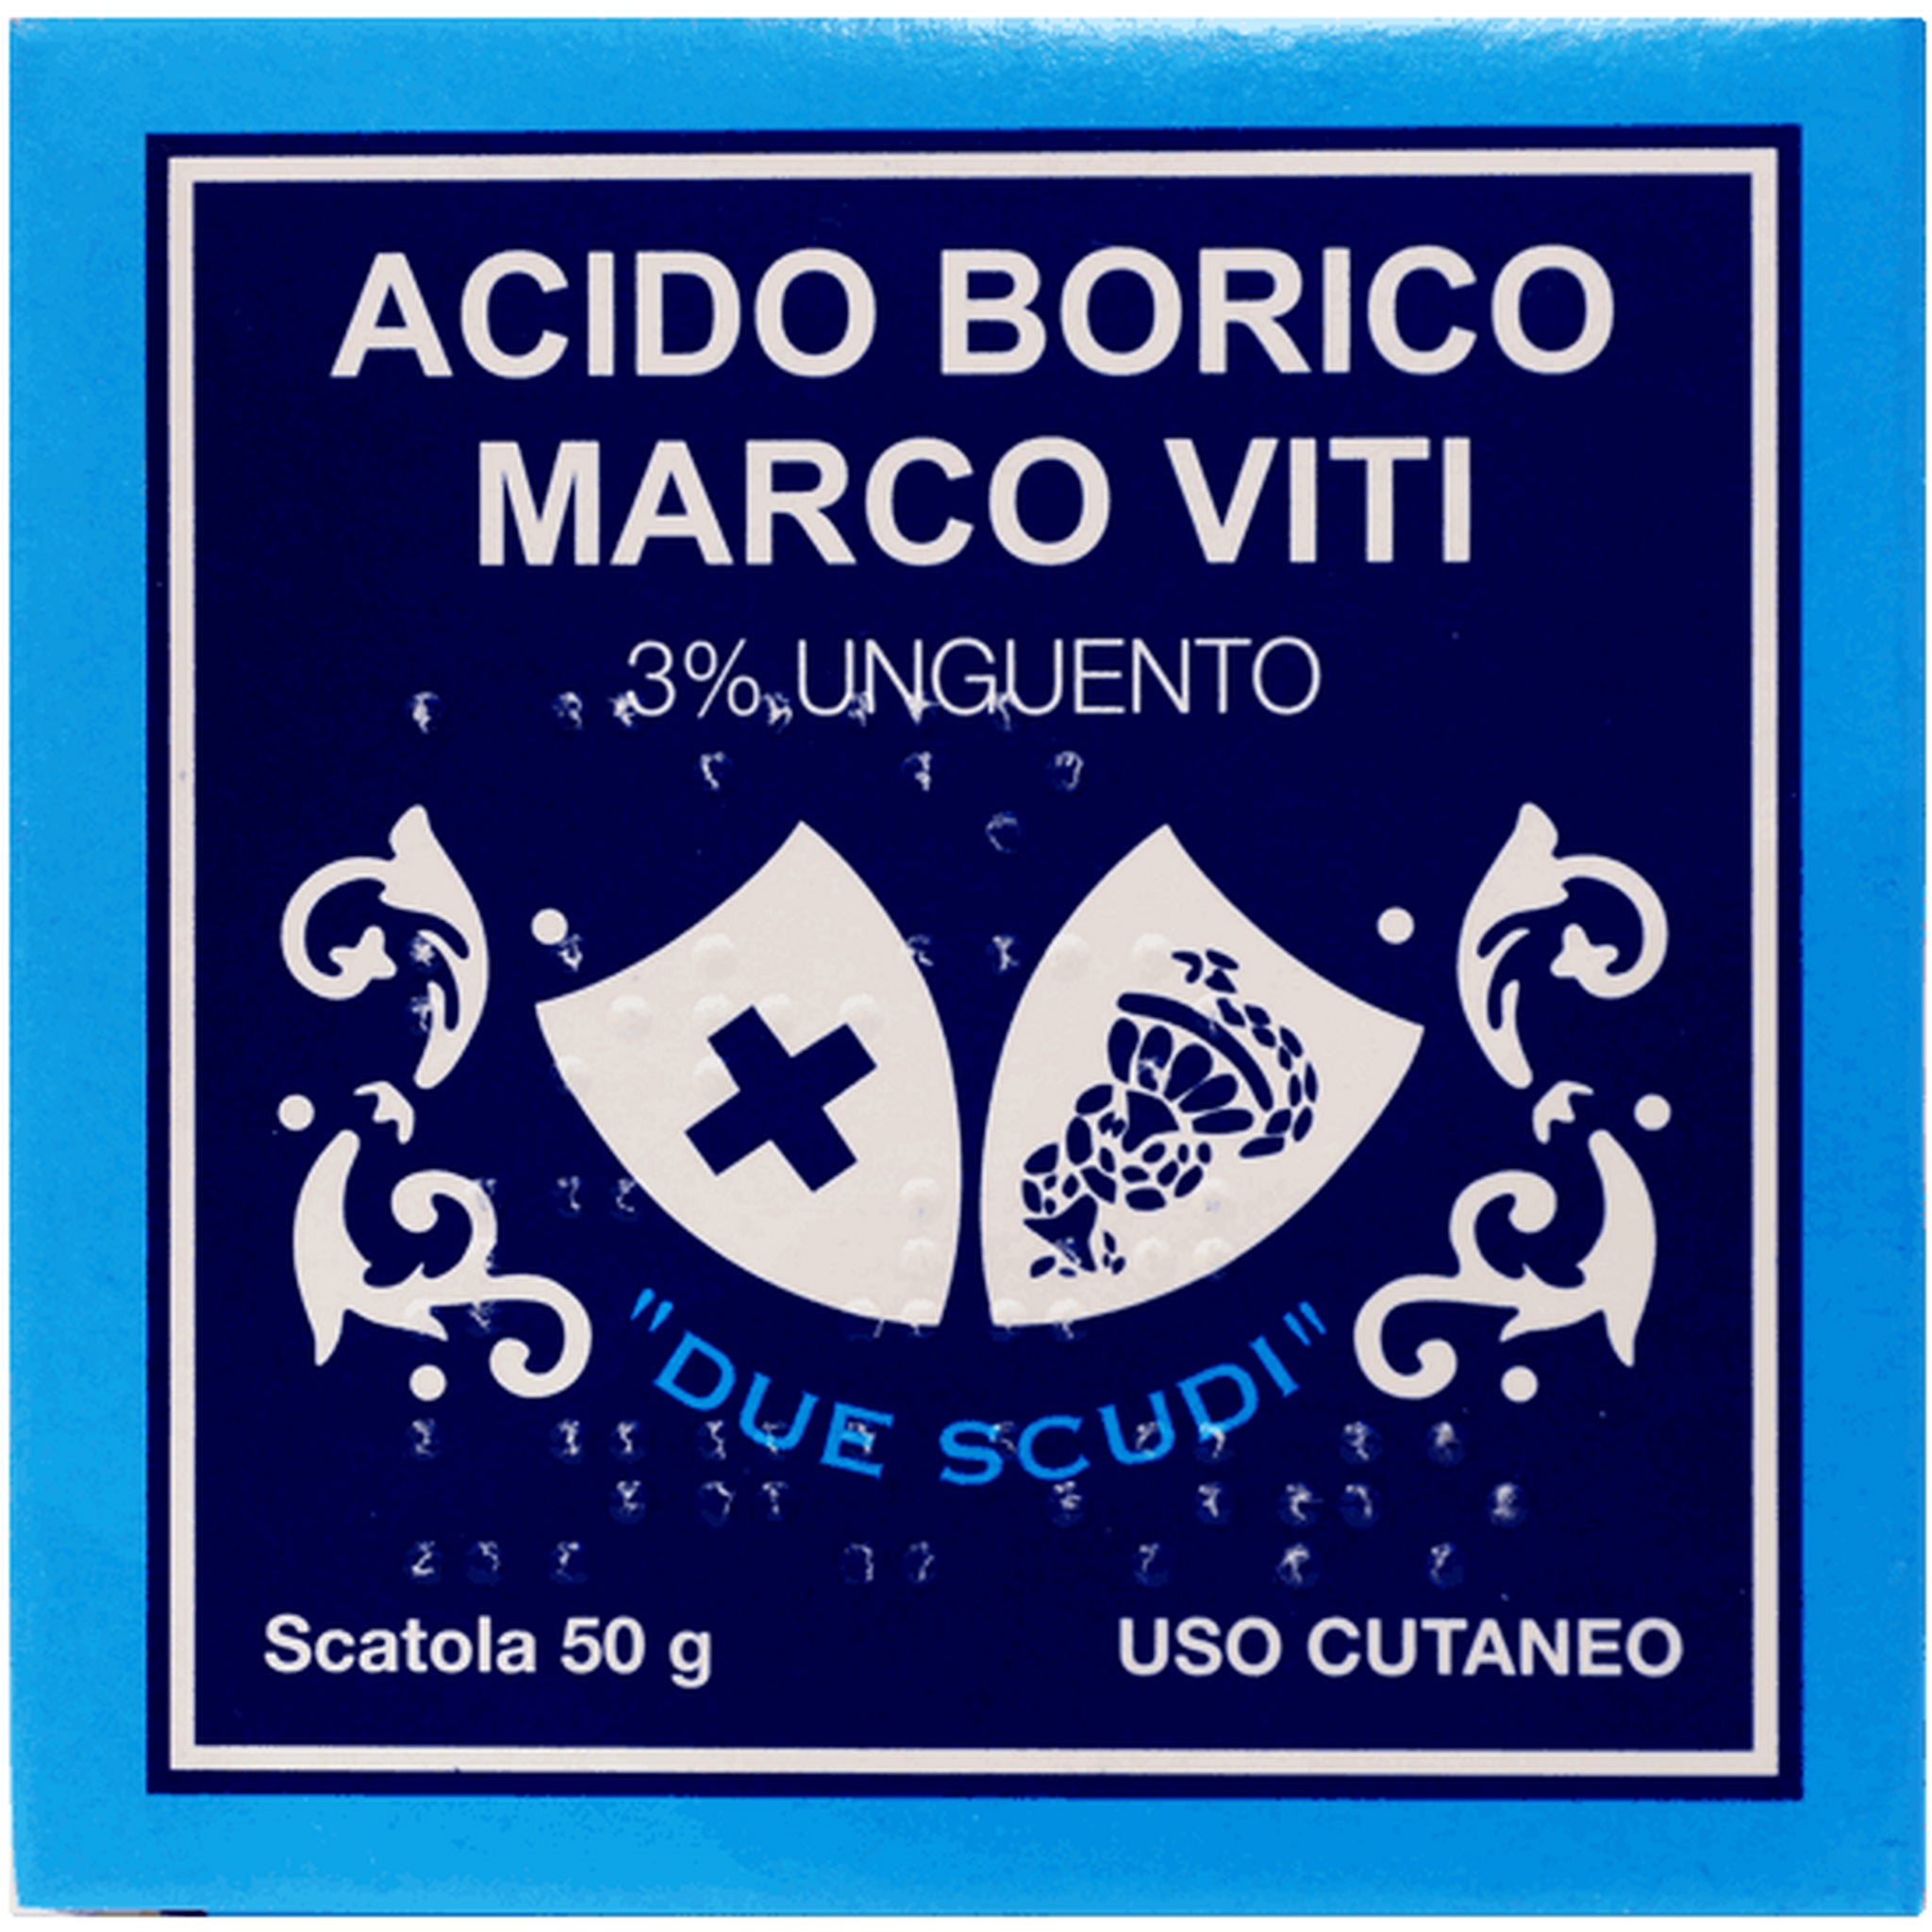 ACIDO BORICO
MARCO VITI
3% UNGUENTO
"DUE SCUDI"
Scatola 50 g
USO CUTANEO